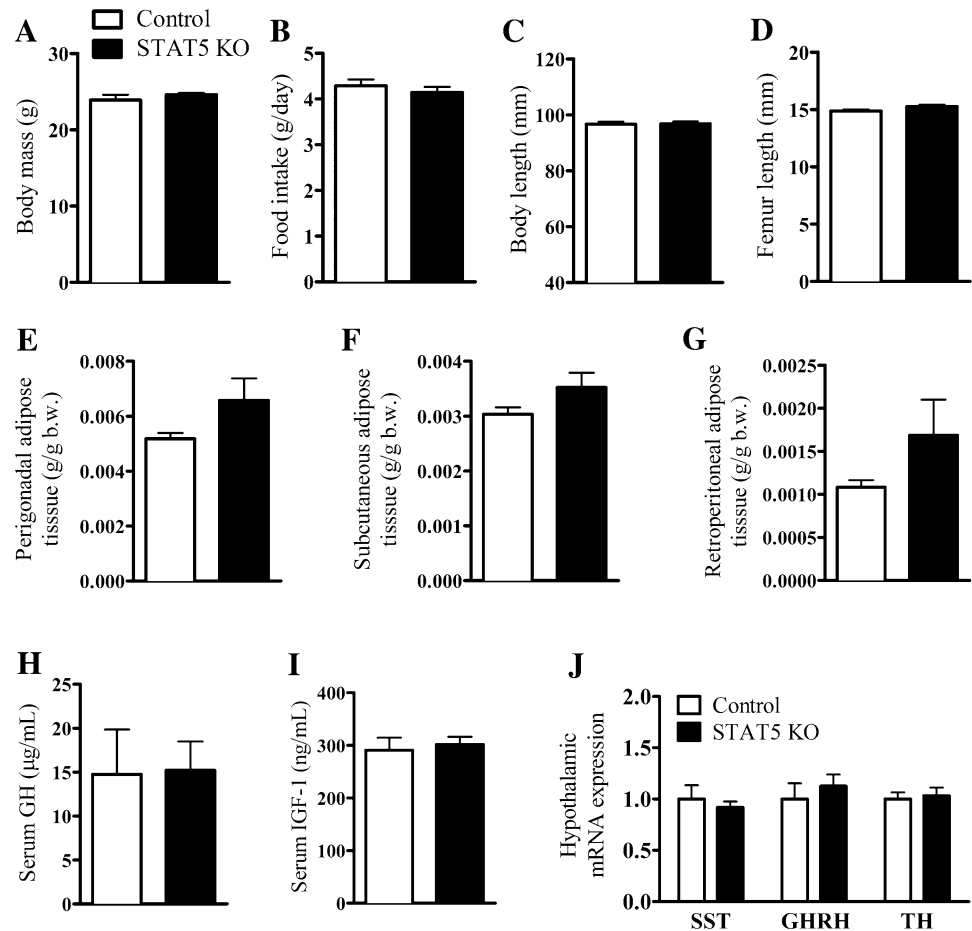 Control
STAT5 KO
A
Body mass (g)
30
20
10
0
B
Food intake (g/day)
5
4
3
2
1
0
C
Body length (mm)
120
100
80
60
40
D
Femur length (mm)
20
15
10
5
0
E
Perigonadal adipose
tisssue (g/g b.w.)
0.008
0.006
0.004
0.002
0.000
F
Subcutaneous adipose
tisssue (g/g b.w.)
0.004
0.003
0.002
0.001
0.000
G
Retroperitoneal adipose
tisssue (g/g b.w.)
0.0025
0.0020
0.0015
0.0010
0.0005
0.0000
H
Serum GH (μg/mL)
25
20
15
10
5
0
I
Serum IGF-1 (ng/mL)
400
300
200
100
0
J
Hypothalamic
mRNA expression
2.0
1.5
1.0
0.5
0.0
Control
STAT5 KO
SST GHRH TH